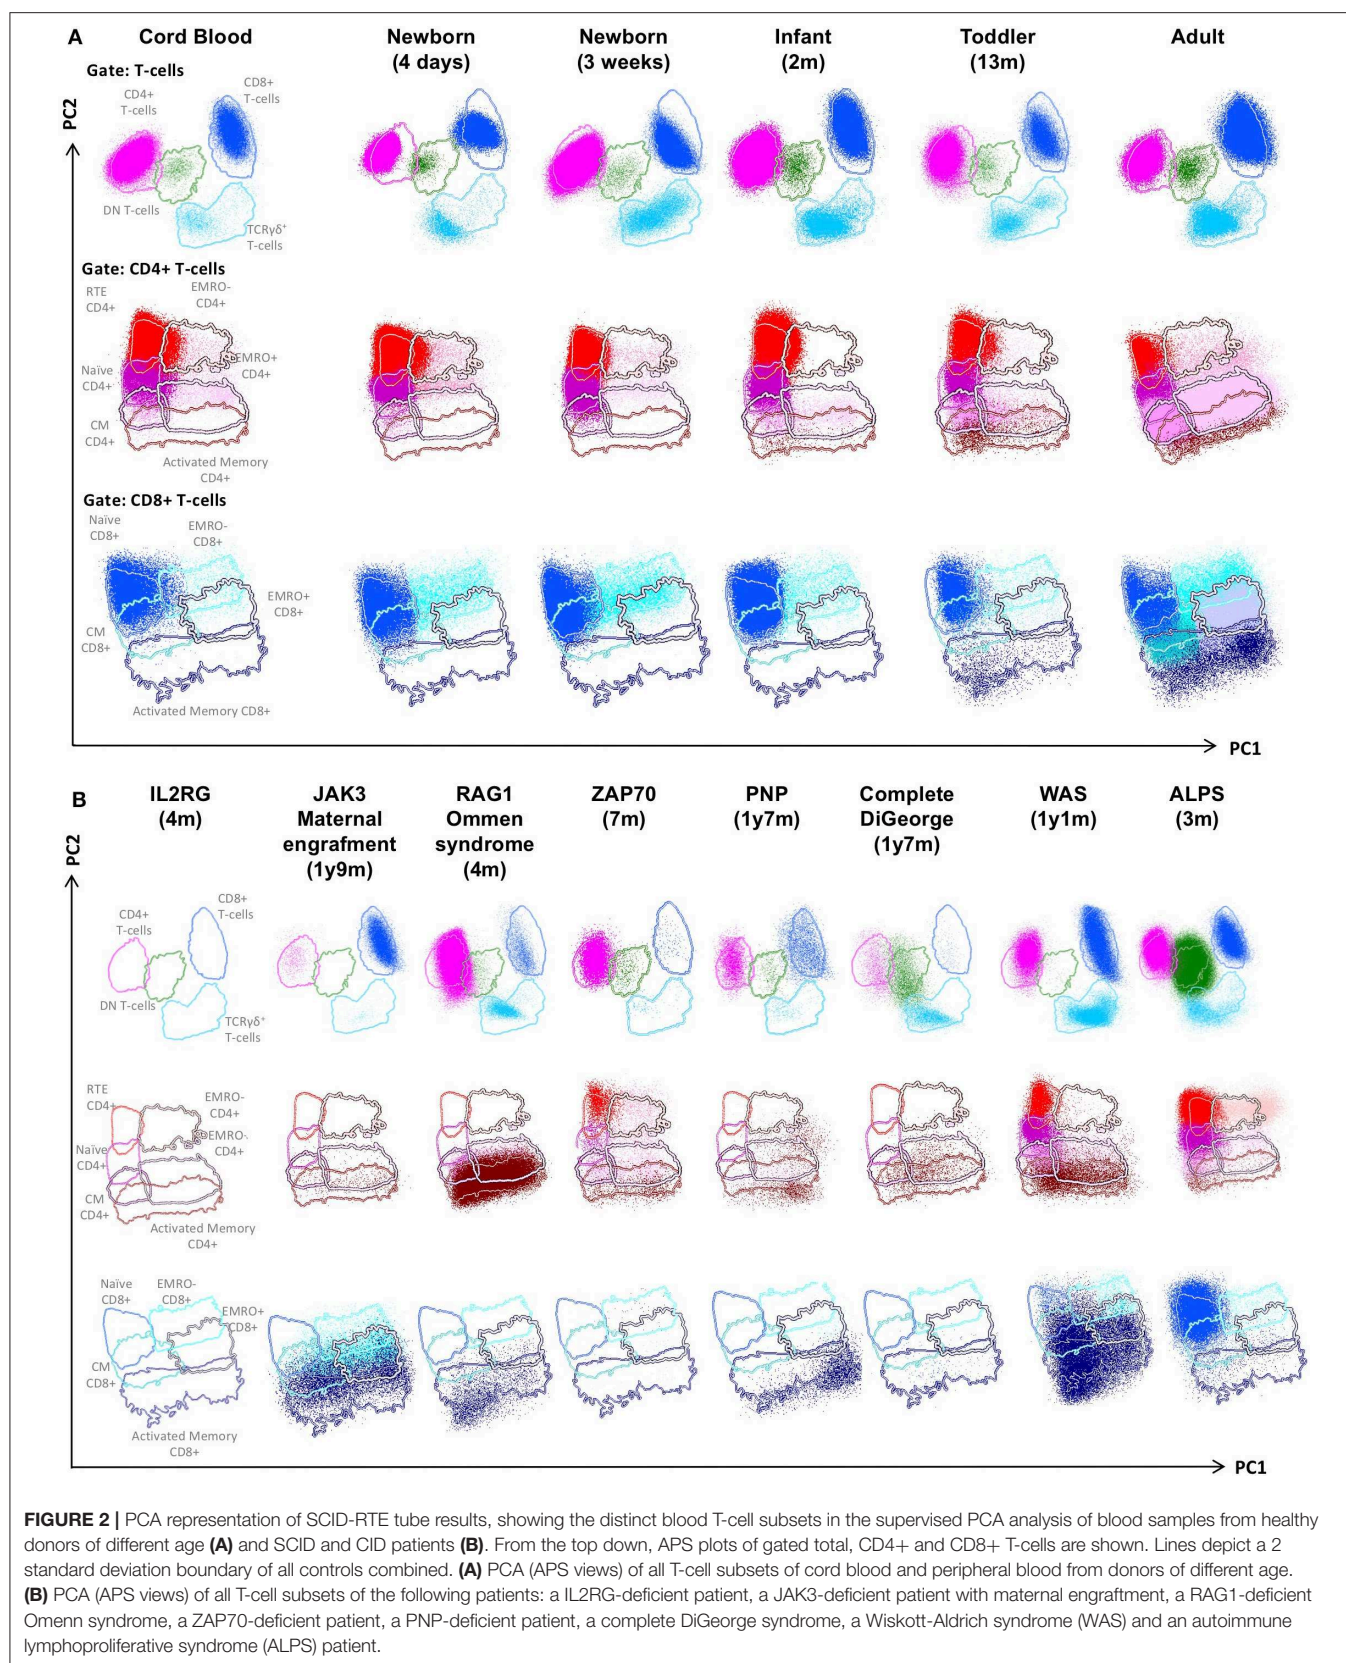 A
Cord Blood
Newborn
(4 days)
Newborn
(3 weeks)
Infant
(2m)
Toddler
(13m)
Adult
PC2
Gate: T-cells
CD4+
T-cells
CD8+
T-cells
DN T-cells
TCRγδ+
T-cells
Gate: CD4+ T-cells
RTE
CD4+
EMRO-
CD4+
EMRO+
CD4+
Naïve
CD4+
CM
CD4+
Activated Memory
CD4+
Gate: CD8+ T-cells
Naïve
CD8+
EMRO-
CD8+
EMRO+
CD8+
CM
CD8+
Activated Memory CD8+
PC1
B
IL2RG
(4m)
JAK3
Maternal
engrafment
(1y9m)
RAG1
Ommen
syndrome
(4m)
ZAP70
(7m)
PNP
(1y7m)
Complete
DiGeorge
(1y7m)
WAS
(1y1m)
ALPS
(3m)
PC2
CD4+
T-cells
CD8+
T-cells
DN T-cells
TCRγδ+
T-cells
RTE
CD4+
EMRO-
CD4+
EMRO-
CD4+
Naïve
CD4+
CM
CD4+
Activated Memory
CD4+
Naïve
CD8+
EMRO-
CD8+
EMRO+
CD8+
CM
CD8+
Activated Memory
CD8+
PC1
FIGURE 2 | PCA representation of SCID-RTE tube results, showing the distinct blood T-cell subsets in the supervised PCA analysis of blood samples from healthy
donors of different age (A) and SCID and CID patients (B). From the top down, APS plots of gated total, CD4+ and CD8+ T-cells are shown. Lines depict a 2
standard deviation boundary of all controls combined. (A) PCA (APS views) of all T-cell subsets of cord blood and peripheral blood from donors of different age.
(B) PCA (APS views) of all T-cell subsets of the following patients: a IL2RG-deficient patient, a JAK3-deficient patient with maternal engraftment, a RAG1-deficient
Omenn syndrome, a ZAP70-deficient patient, a PNP-deficient patient, a complete DiGeorge syndrome, a Wiskott-Aldrich syndrome (WAS) and an autoimmune
lymphoproliferative syndrome (ALPS) patient.